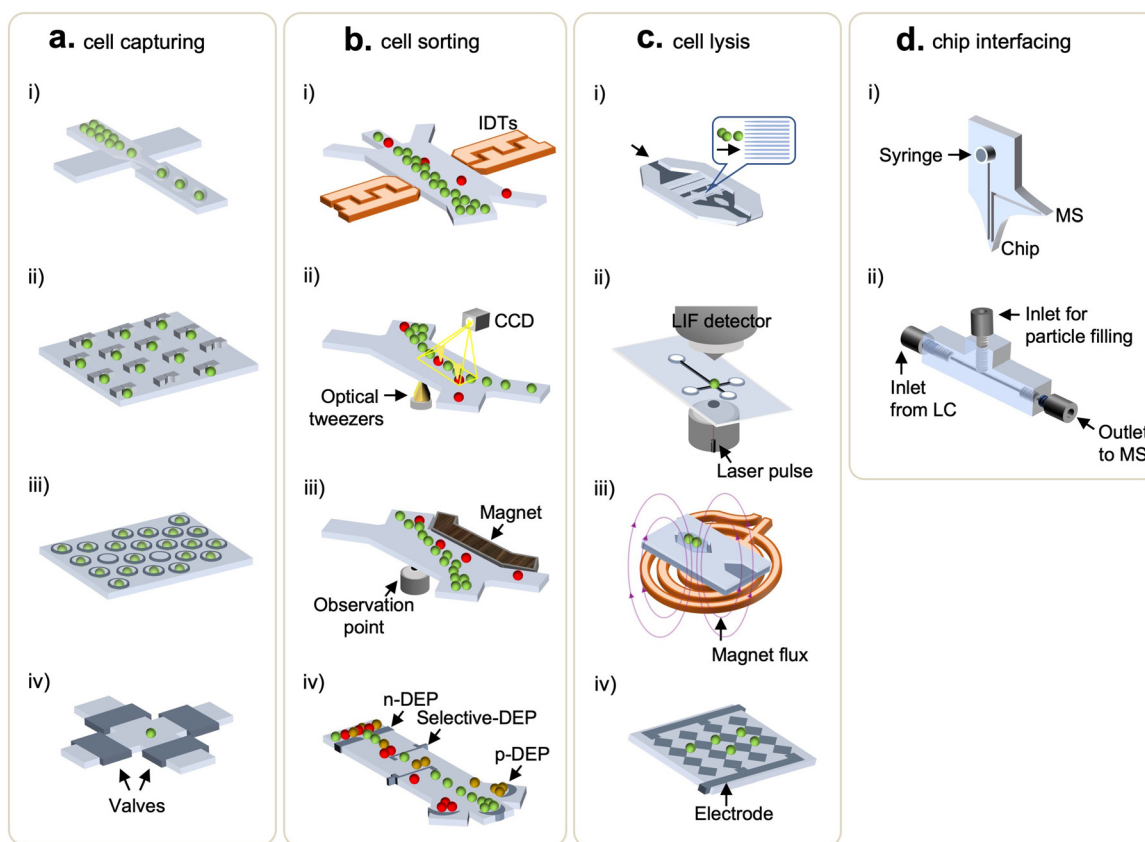 a. cell capturing
i)
ii)
iii)
iv)
Valves
b. cell sorting
i)
IDTs
ii)
CCD
Optical
tweezers
iii)
Magnet
Observation
point
iv)
n-DEP
Selective-DEP
p-DEP
c. cell lysis
i)
ii)
LIF detector
Laser pulse
iii)
Magnet flux
iv)
Electrode
d. chip interfacing
i)
Syringe
MS
Chip
ii)
Inlet for
particle filling
Inlet
from LC
Outlet
to MS